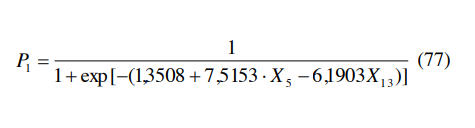 P₁ = 1 / 1 + exp[−(1,3508 + 7,5153 · X₅ − 6,1903X₁₃)] (77)